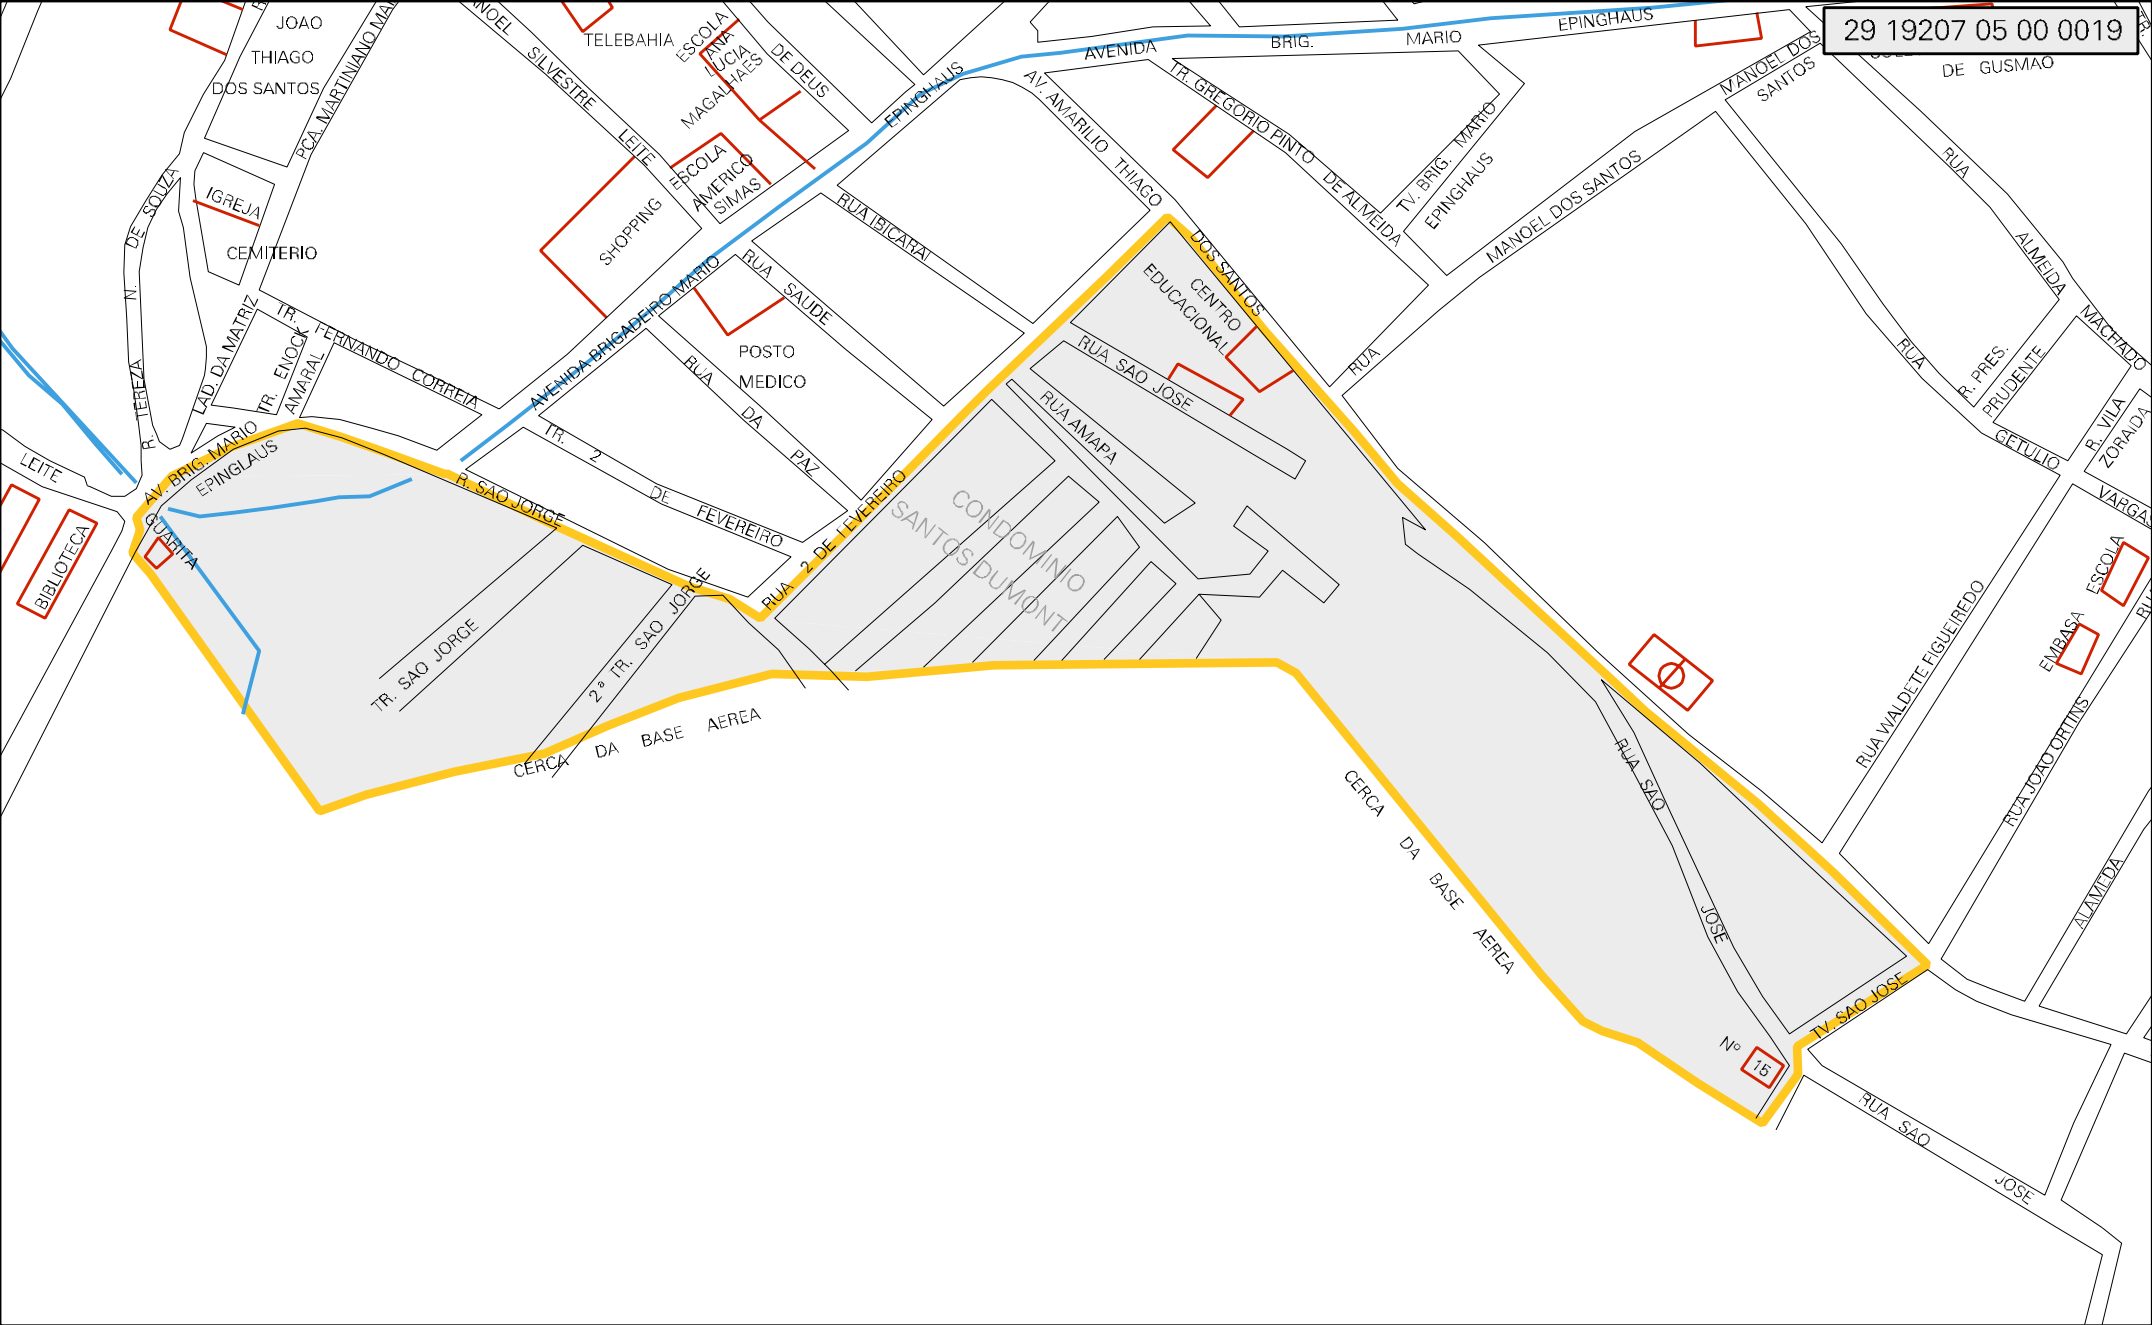 29 19207 05 00 0019
JOAO
THIAGO
DOS SANTOS
PCA. MARTINIANO
SILVESTRE
LEITE
TELEBAHIA
ESCOLA
ANA
LUCIA
MAGALHAES
DE DEUS
EPINGHAUS
AVENIDA
BRIG.
MARIO
EPINGHAUS
MANOEL DOS
SANTOS
DE GUSMAO
AV. AMARILIO THIAGO
DOS SANTOS
TR. GREGORIO PINTO
DE ALMEIDA
TV. BRIG. MARIO
EPINGHAUS
MANOEL DOS SANTOS
RUA
RUA
ALMEIDA
MACHADO
DE SOUZA
N.
R. TEREZA
IGREJA
CEMITERIO
ESCOLA
AMERICO
SIMAS
SHOPPING
RUA IBICARAI
RUA SAUDE
AVENIDA BRIGADEIRO MARIO
LAD. DA MATRIZ
TR. ENOCK
AMARAL
TR. FERNANDO CORREIA
POSTO
MEDICO
RUA DA PAZ
CENTRO
EDUCACIONAL
RUA SAO JOSE
RUA AMAPA
RUA
GETULIO
VARGAS
R. PRES.
PRUDENTE
R. VILA
ZORAIDA
LEITE
AV. BRIG. MARIO
EPINGLAUS
GUARITA
BIBLIOTECA
R. SAO JORGE
TR. 2 DE FEVEREIRO
RUA 2 DE FEVEREIRO
CONDOMINIO
SANTOS DUMONT
TR. SAO JORGE
2ª TR. SAO JORGE
CERCA DA BASE AEREA
CERCA DA BASE AEREA
RUA SAO JOSE
RUA WALDETE FIGUEIREDO
RUA JOAO ORTINS
ESCOLA
EMBASA
ALAMEDA
TV. SAO JOSE
Nº
15
RUA SAO JOSE